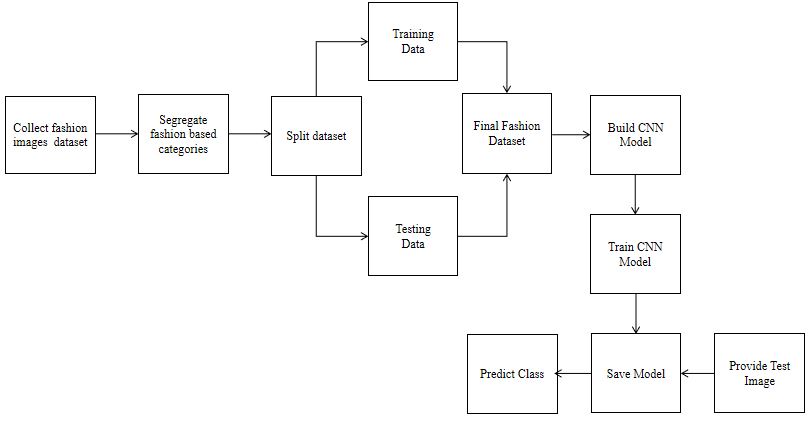 Training
Data
Collect fashion
images dataset
Segregate
fashion based
categories
Split dataset
Final Fashion
Dataset
Build CNN
Model
Testing
Data
Train CNN
Model
Predict Class
Save Model
Provide Test
Image